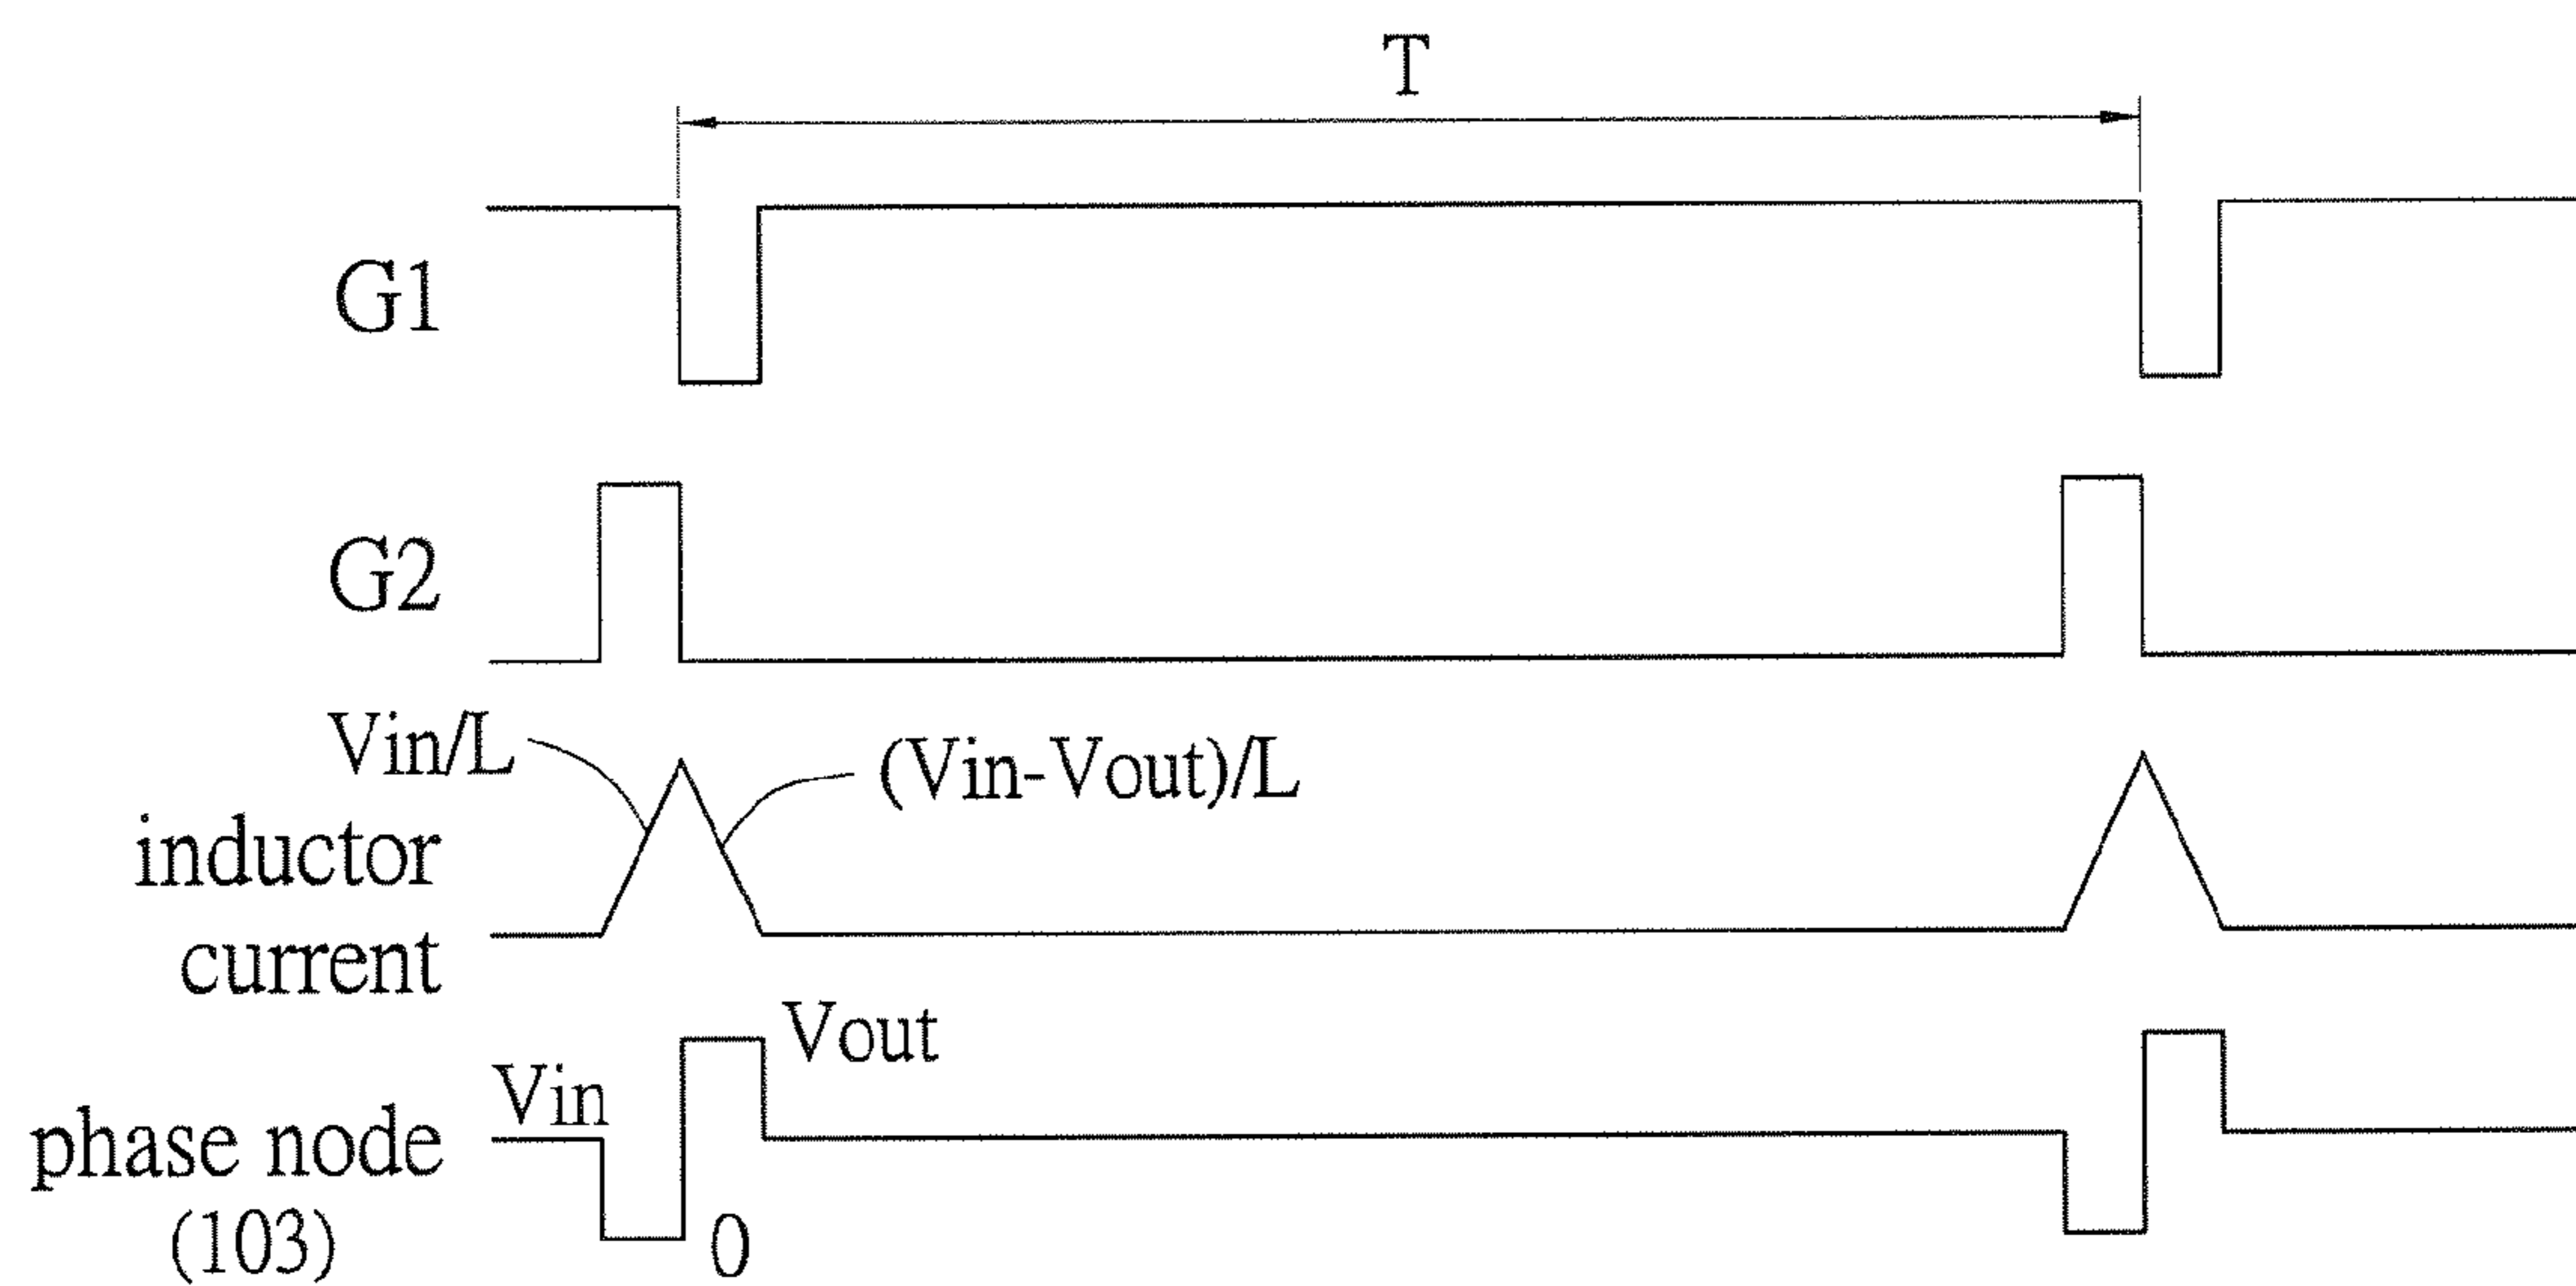 T
G1
G2
Vin/L
(Vin-Vout)/L
inductor
current
Vout
Vin
phase node
(103)
0